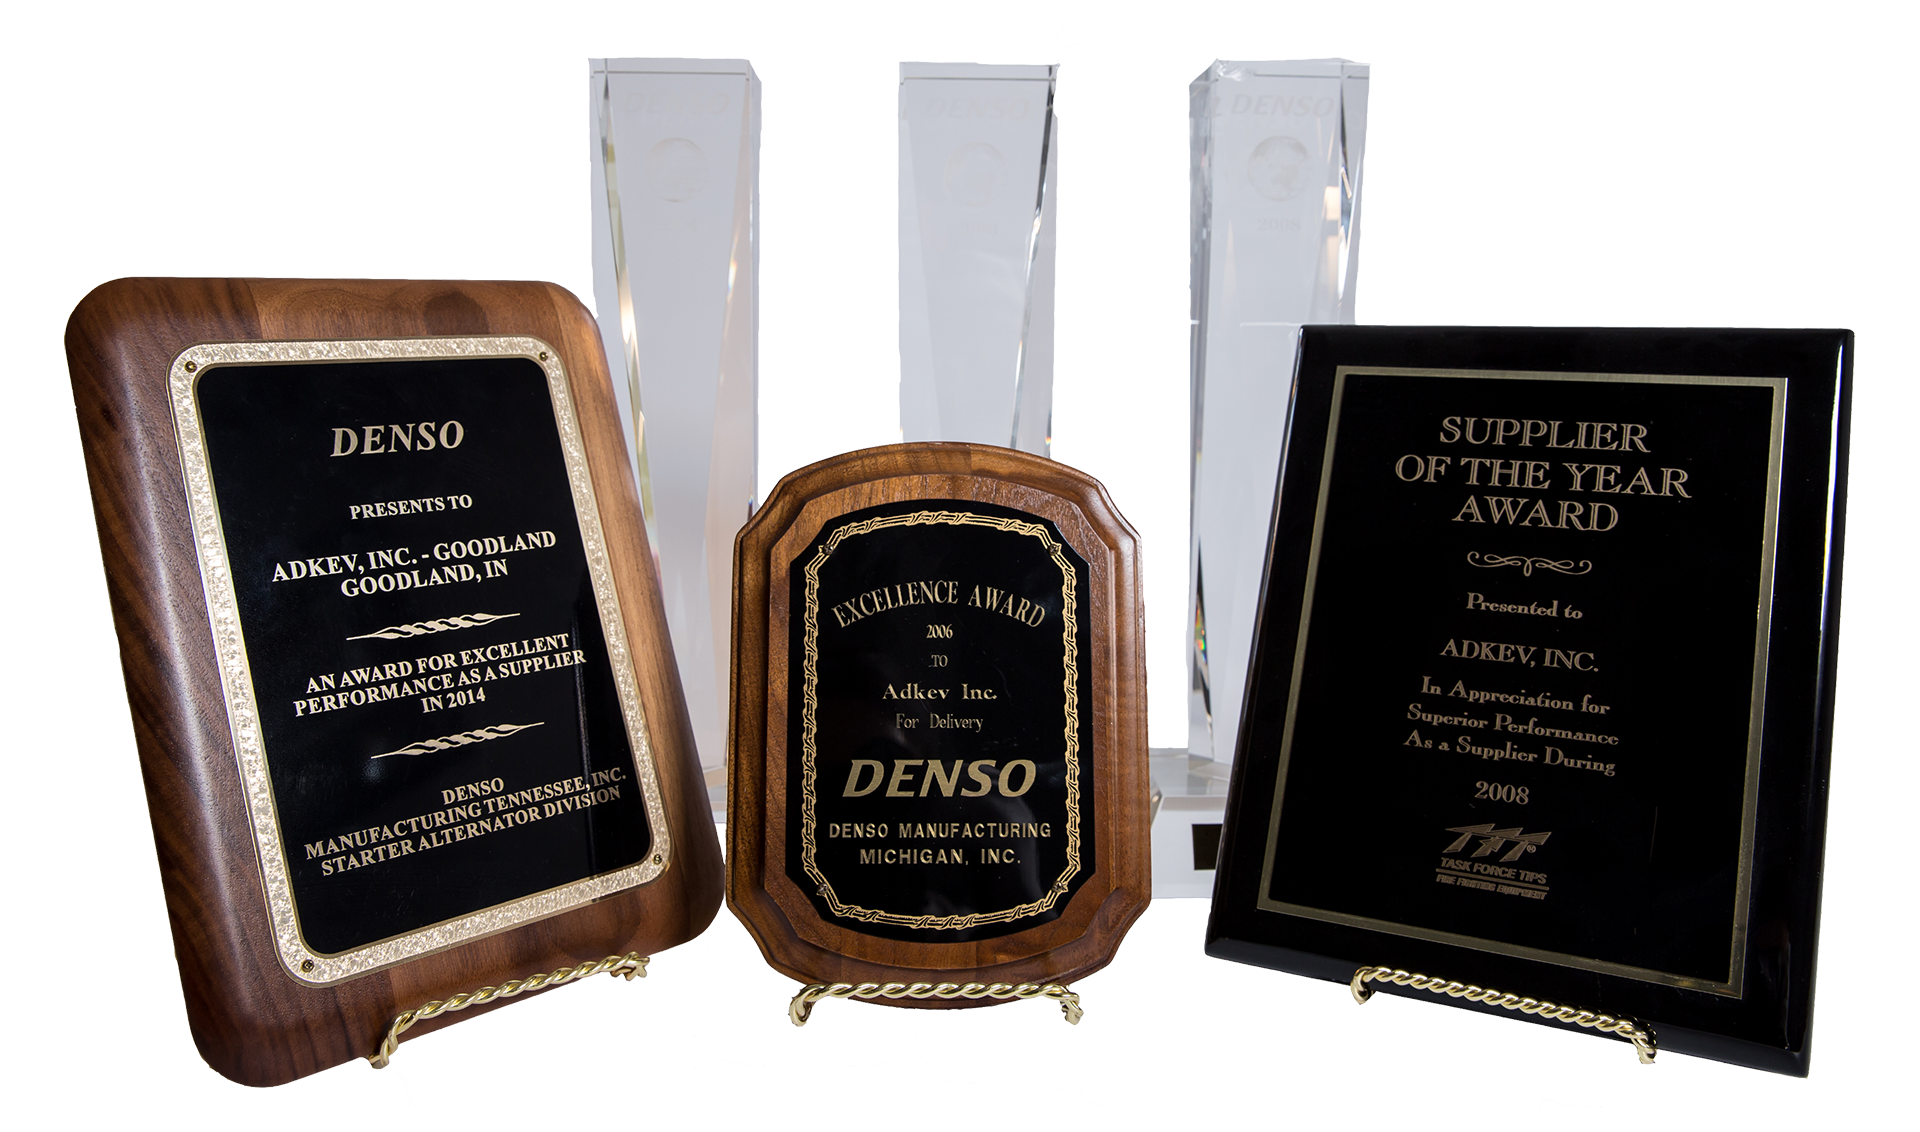 DENSO
DENSO
DENSO
2008
DENSO
PRESENTS TO
ADKEV, INC. - GOODLAND
GOODLAND, IN
AN AWARD FOR EXCELLENT
PERFORMANCE AS A SUPPLIER
IN 2014
DENSO
MANUFACTURING TENNESSEE, INC.
STARTER ALTERNATOR DIVISION
EXCELLENCE AWARD
2006
TO
Adkev Inc.
For Delivery
DENSO
DENSO MANUFACTURING
MICHIGAN, INC.
SUPPLIER
OF THE YEAR
AWARD
Presented to
ADKEV, INC.
In Appreciation for
Superior Performance
As a Supplier During
2008
TFT®
TASK FORCE TIPS
FIRE FIGHTING EQUIPMENT